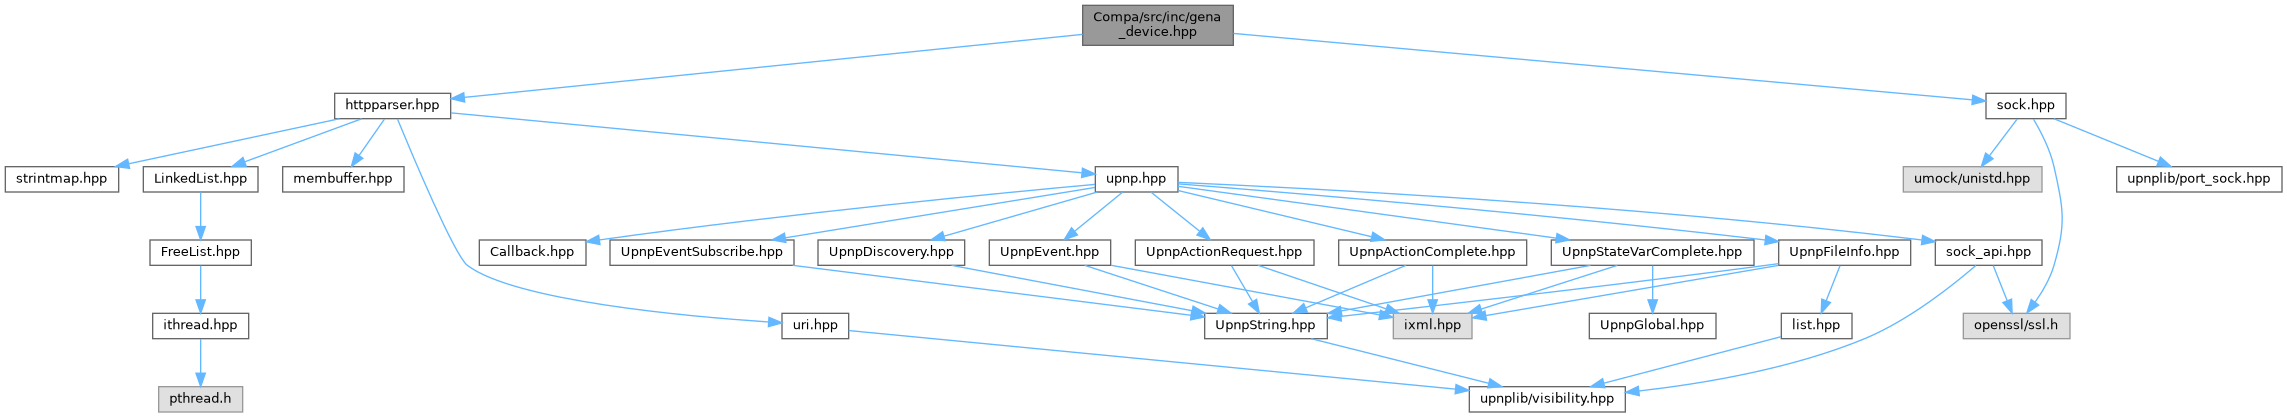 Compa/src/inc/gena
_device.hpp
httpparser.hpp
sock.hpp
strintmap.hpp
LinkedList.hpp
membuffer.hpp
upnp.hpp
umock/unistd.hpp
upnplib/port_sock.hpp
FreeList.hpp
Callback.hpp
UpnpEventSubscribe.hpp
UpnpDiscovery.hpp
UpnpEvent.hpp
UpnpActionRequest.hpp
UpnpActionComplete.hpp
UpnpStateVarComplete.hpp
UpnpFileInfo.hpp
sock_api.hpp
ithread.hpp
uri.hpp
UpnpString.hpp
ixml.hpp
UpnpGlobal.hpp
list.hpp
openssl/ssl.h
pthread.h
upnplib/visibility.hpp